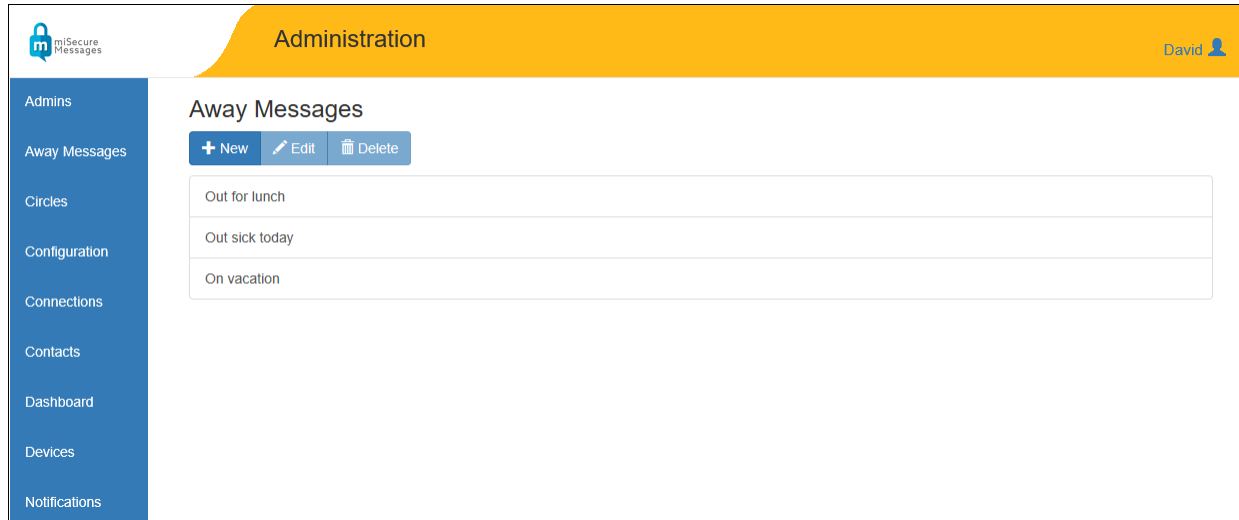 m miSecure
Messages
Administration
David
Admins
Away Messages
Circles
Configuration
Connections
Contacts
Dashboard
Devices
Notifications
Away Messages
New Edit Delete
Out for lunch
Out sick today
On vacation